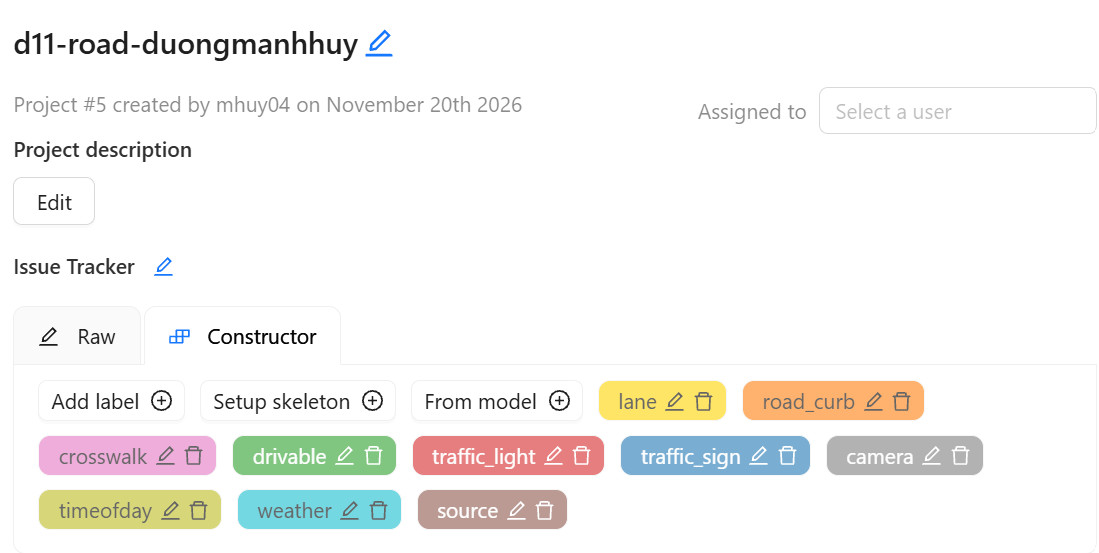 d11-road-duongmanhhuy
Project #5 created by mhuy04 on November 20th 2026
Assigned to Select a user
Project description
Edit
Issue Tracker
Raw Constructor
Add label Setup skeleton From model lane road_curb
crosswalk drivable traffic_light traffic_sign camera
timeofday weather source